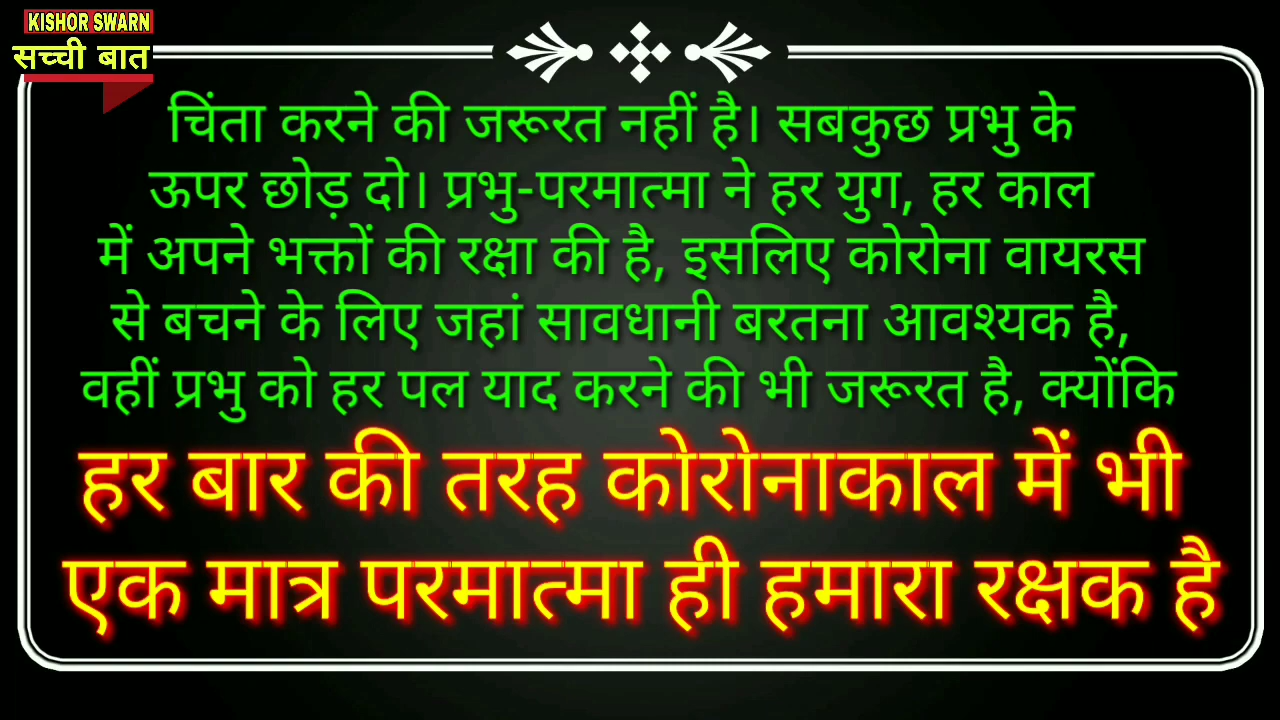 KISHOR SWARN
सच्ची बात
चिंता करने की जरूरत नहीं है। सबकुछ प्रभु के
ऊपर छोड़ दो। प्रभु-परमात्मा ने हर युग, हर काल
में अपने भक्तों की रक्षा की है, इसलिए कोरोना वायरस
से बचने के लिए जहां सावधानी बरतना आवश्यक है,
वहीं प्रभु को हर पल याद करने की भी जरूरत है, क्योंकि
हर बार की तरह कोरोनाकाल में भी
एक मात्र परमात्मा ही हमारा रक्षक है